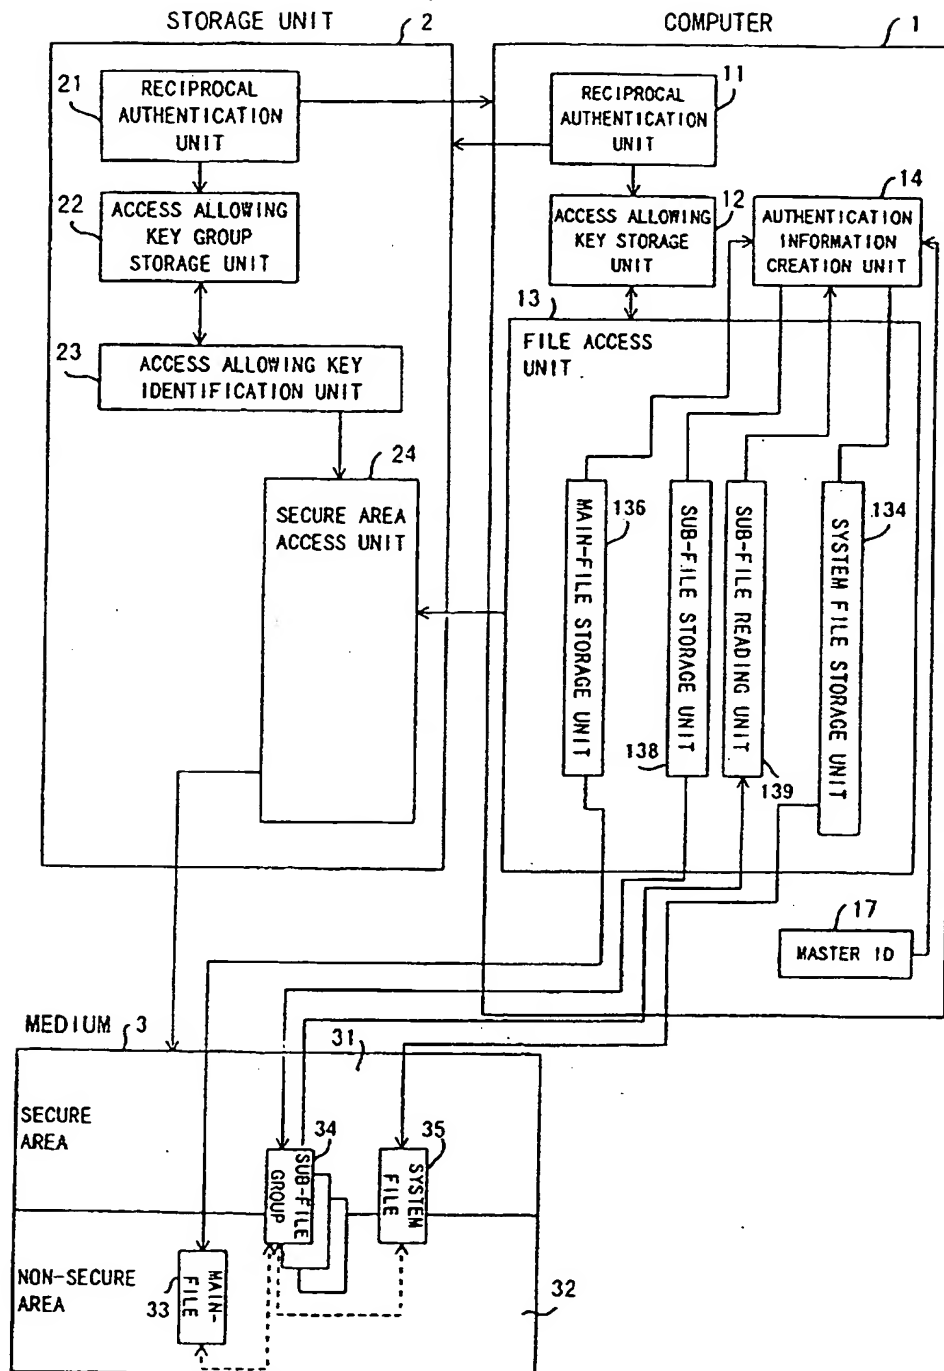 STORAGE UNIT
2
COMPUTER
1
21
RECIPROCAL
AUTHENTICATION
UNIT
11
RECIPROCAL
AUTHENTICATION
UNIT
22
ACCESS ALLOWING
KEY GROUP
STORAGE UNIT
12
ACCESS ALLOWING
KEY STORAGE
UNIT
14
AUTHENTICATION
INFORMATION
CREATION UNIT
23
ACCESS ALLOWING KEY
IDENTIFICATION UNIT
13
FILE ACCESS
UNIT
24
SECURE AREA
ACCESS UNIT
136
MAIN-FILE STORAGE UNIT
138
SUB-FILE STORAGE UNIT
139
SUB-FILE READING UNIT
134
SYSTEM FILE STORAGE UNIT
17
MASTER ID
MEDIUM
3
31
SECURE
AREA
34
SUB-FILE
GROUP
35
SYSTEM
FILE
NON-SECURE
AREA
33
MAIN-
FILE
32